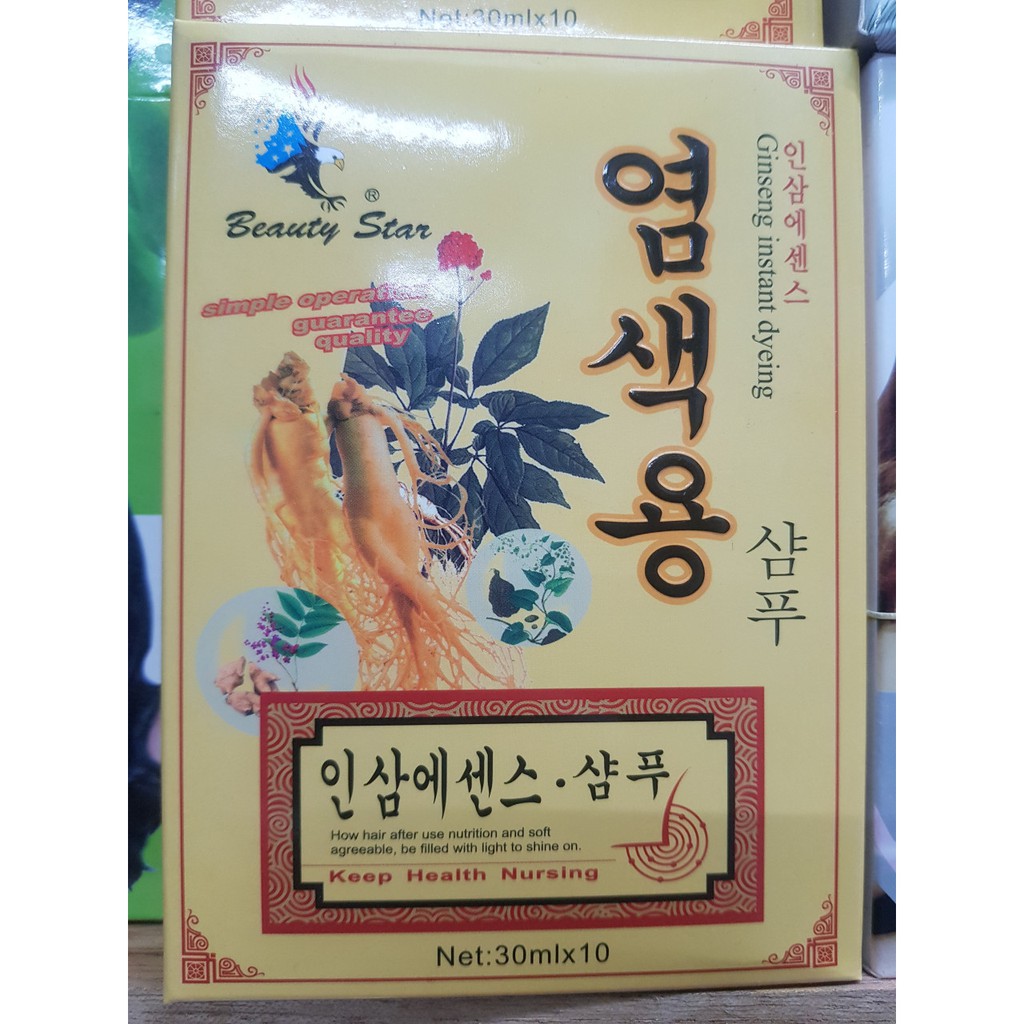 Net:30mlx10
Beauty Star
®
simple operation
guarantee
quality
염색용
인삼에센스
Ginseng instant dyeing
샴푸
인삼에센스·샴푸
How hair after use nutrition and soft
agreeable, be filled with light to shine on.
Keep Health Nursing
Net:30mlx10